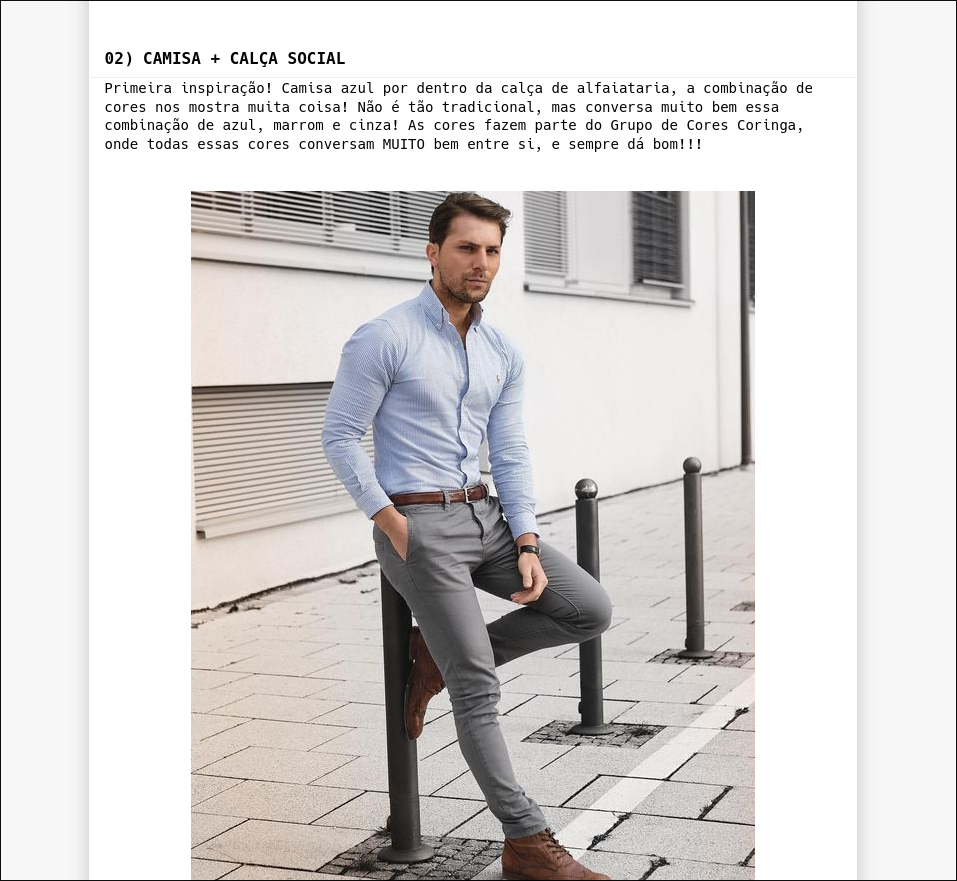 02) CAMISA + CALÇA SOCIAL
Primeira inspiração! Camisa azul por dentro da calça de alfaiataria, a combinação de
cores nos mostra muita coisa! Não é tão tradicional, mas conversa muito bem essa
combinação de azul, marrom e cinza! As cores fazem parte do Grupo de Cores Coringa,
onde todas essas cores conversam MUITO bem entre si, e sempre dá bom!!!